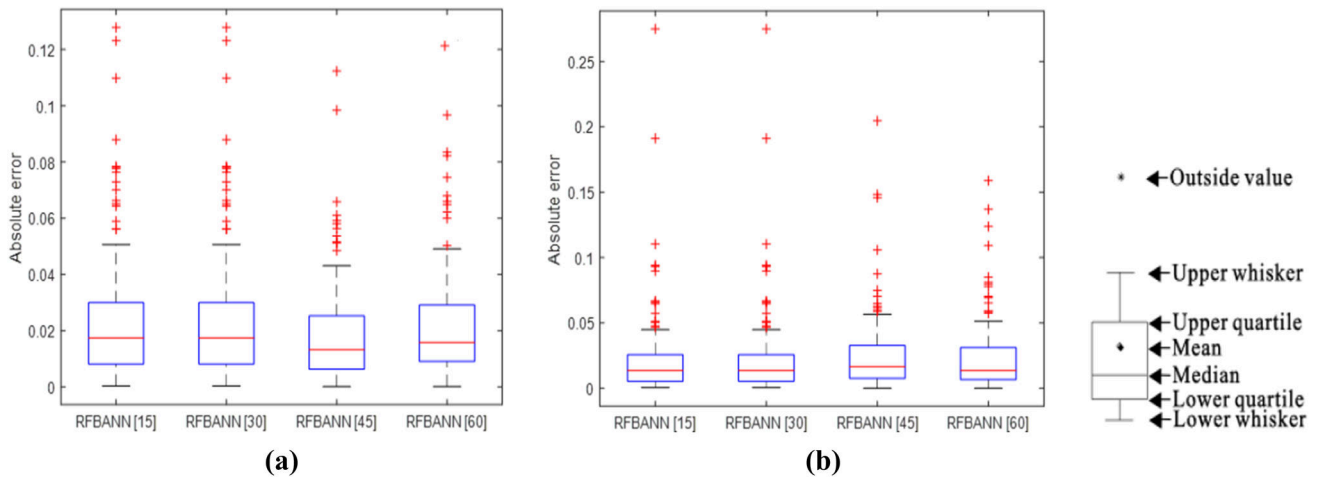 Absolute error
0.12
0.1
0.08
0.06
0.04
0.02
0
RFBANN [15] RFBANN [30] RFBANN [45] RFBANN [60]
(a)
Absolute error
0.25
0.2
0.15
0.1
0.05
0
RFBANN [15] RFBANN [30] RFBANN [45] RFBANN [60]
(b)
Outside value
Upper whisker
Upper quartile
Mean
Median
Lower quartile
Lower whisker